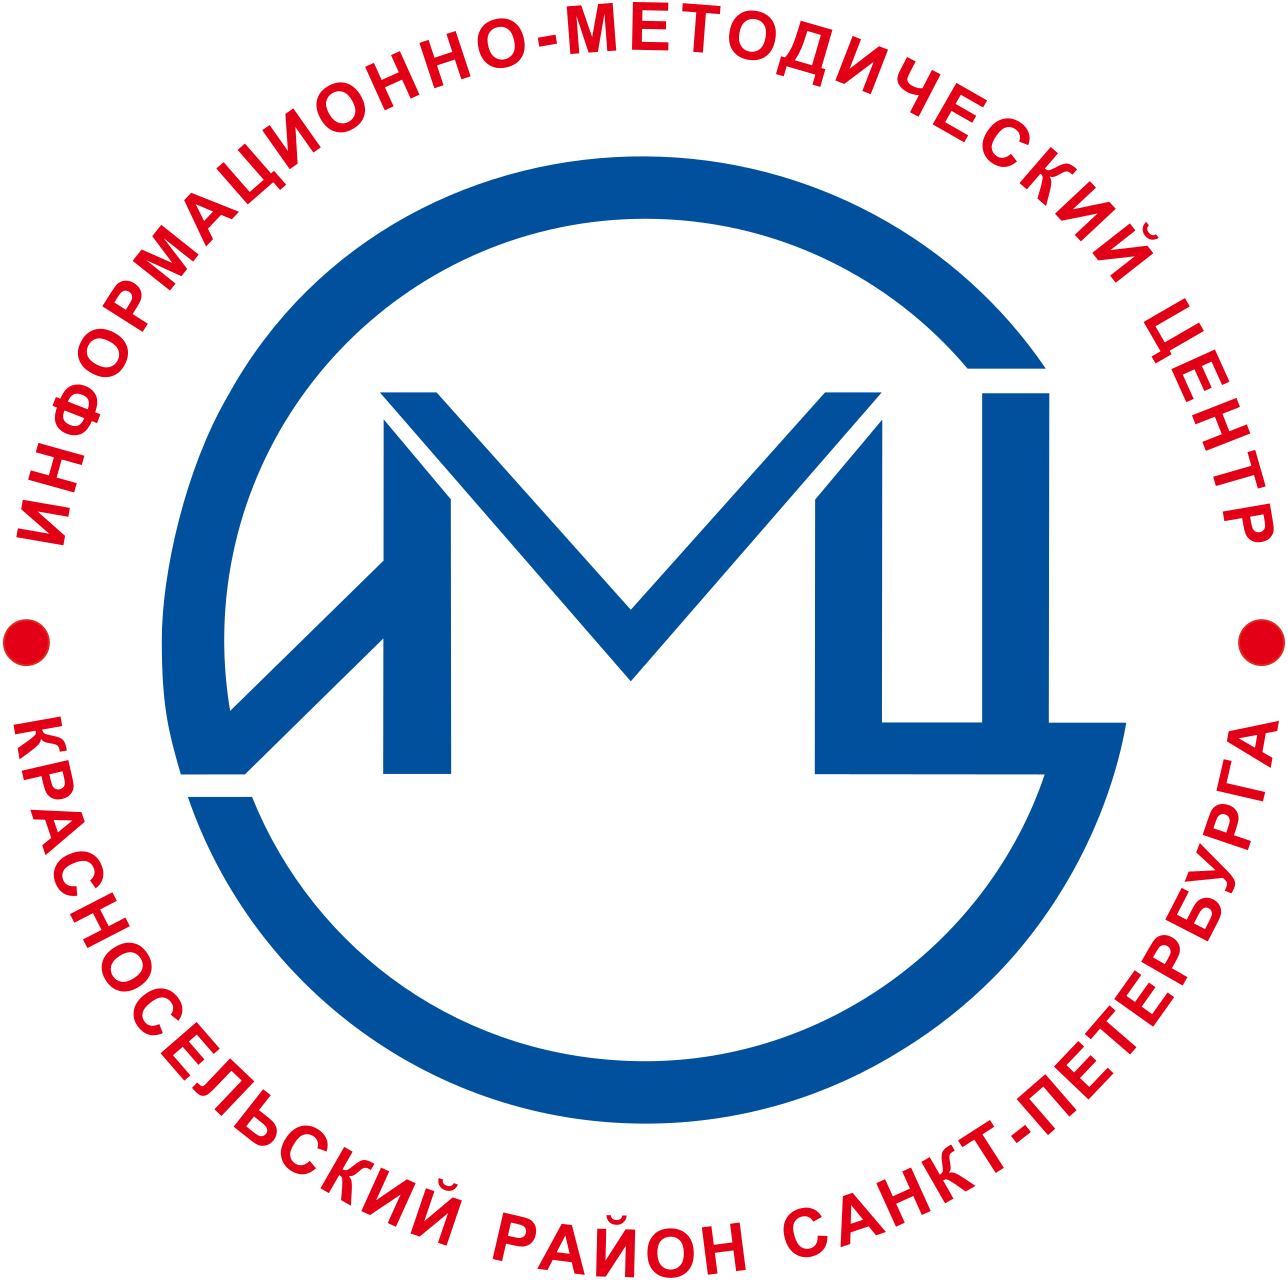 ИНФОРМАЦИОННО-МЕТОДИЧЕСКИЙ ЦЕНТР
ИМЦ
КРАСНОСЕЛЬСКИЙ РАЙОН САНКТ-ПЕТЕРБУРГА